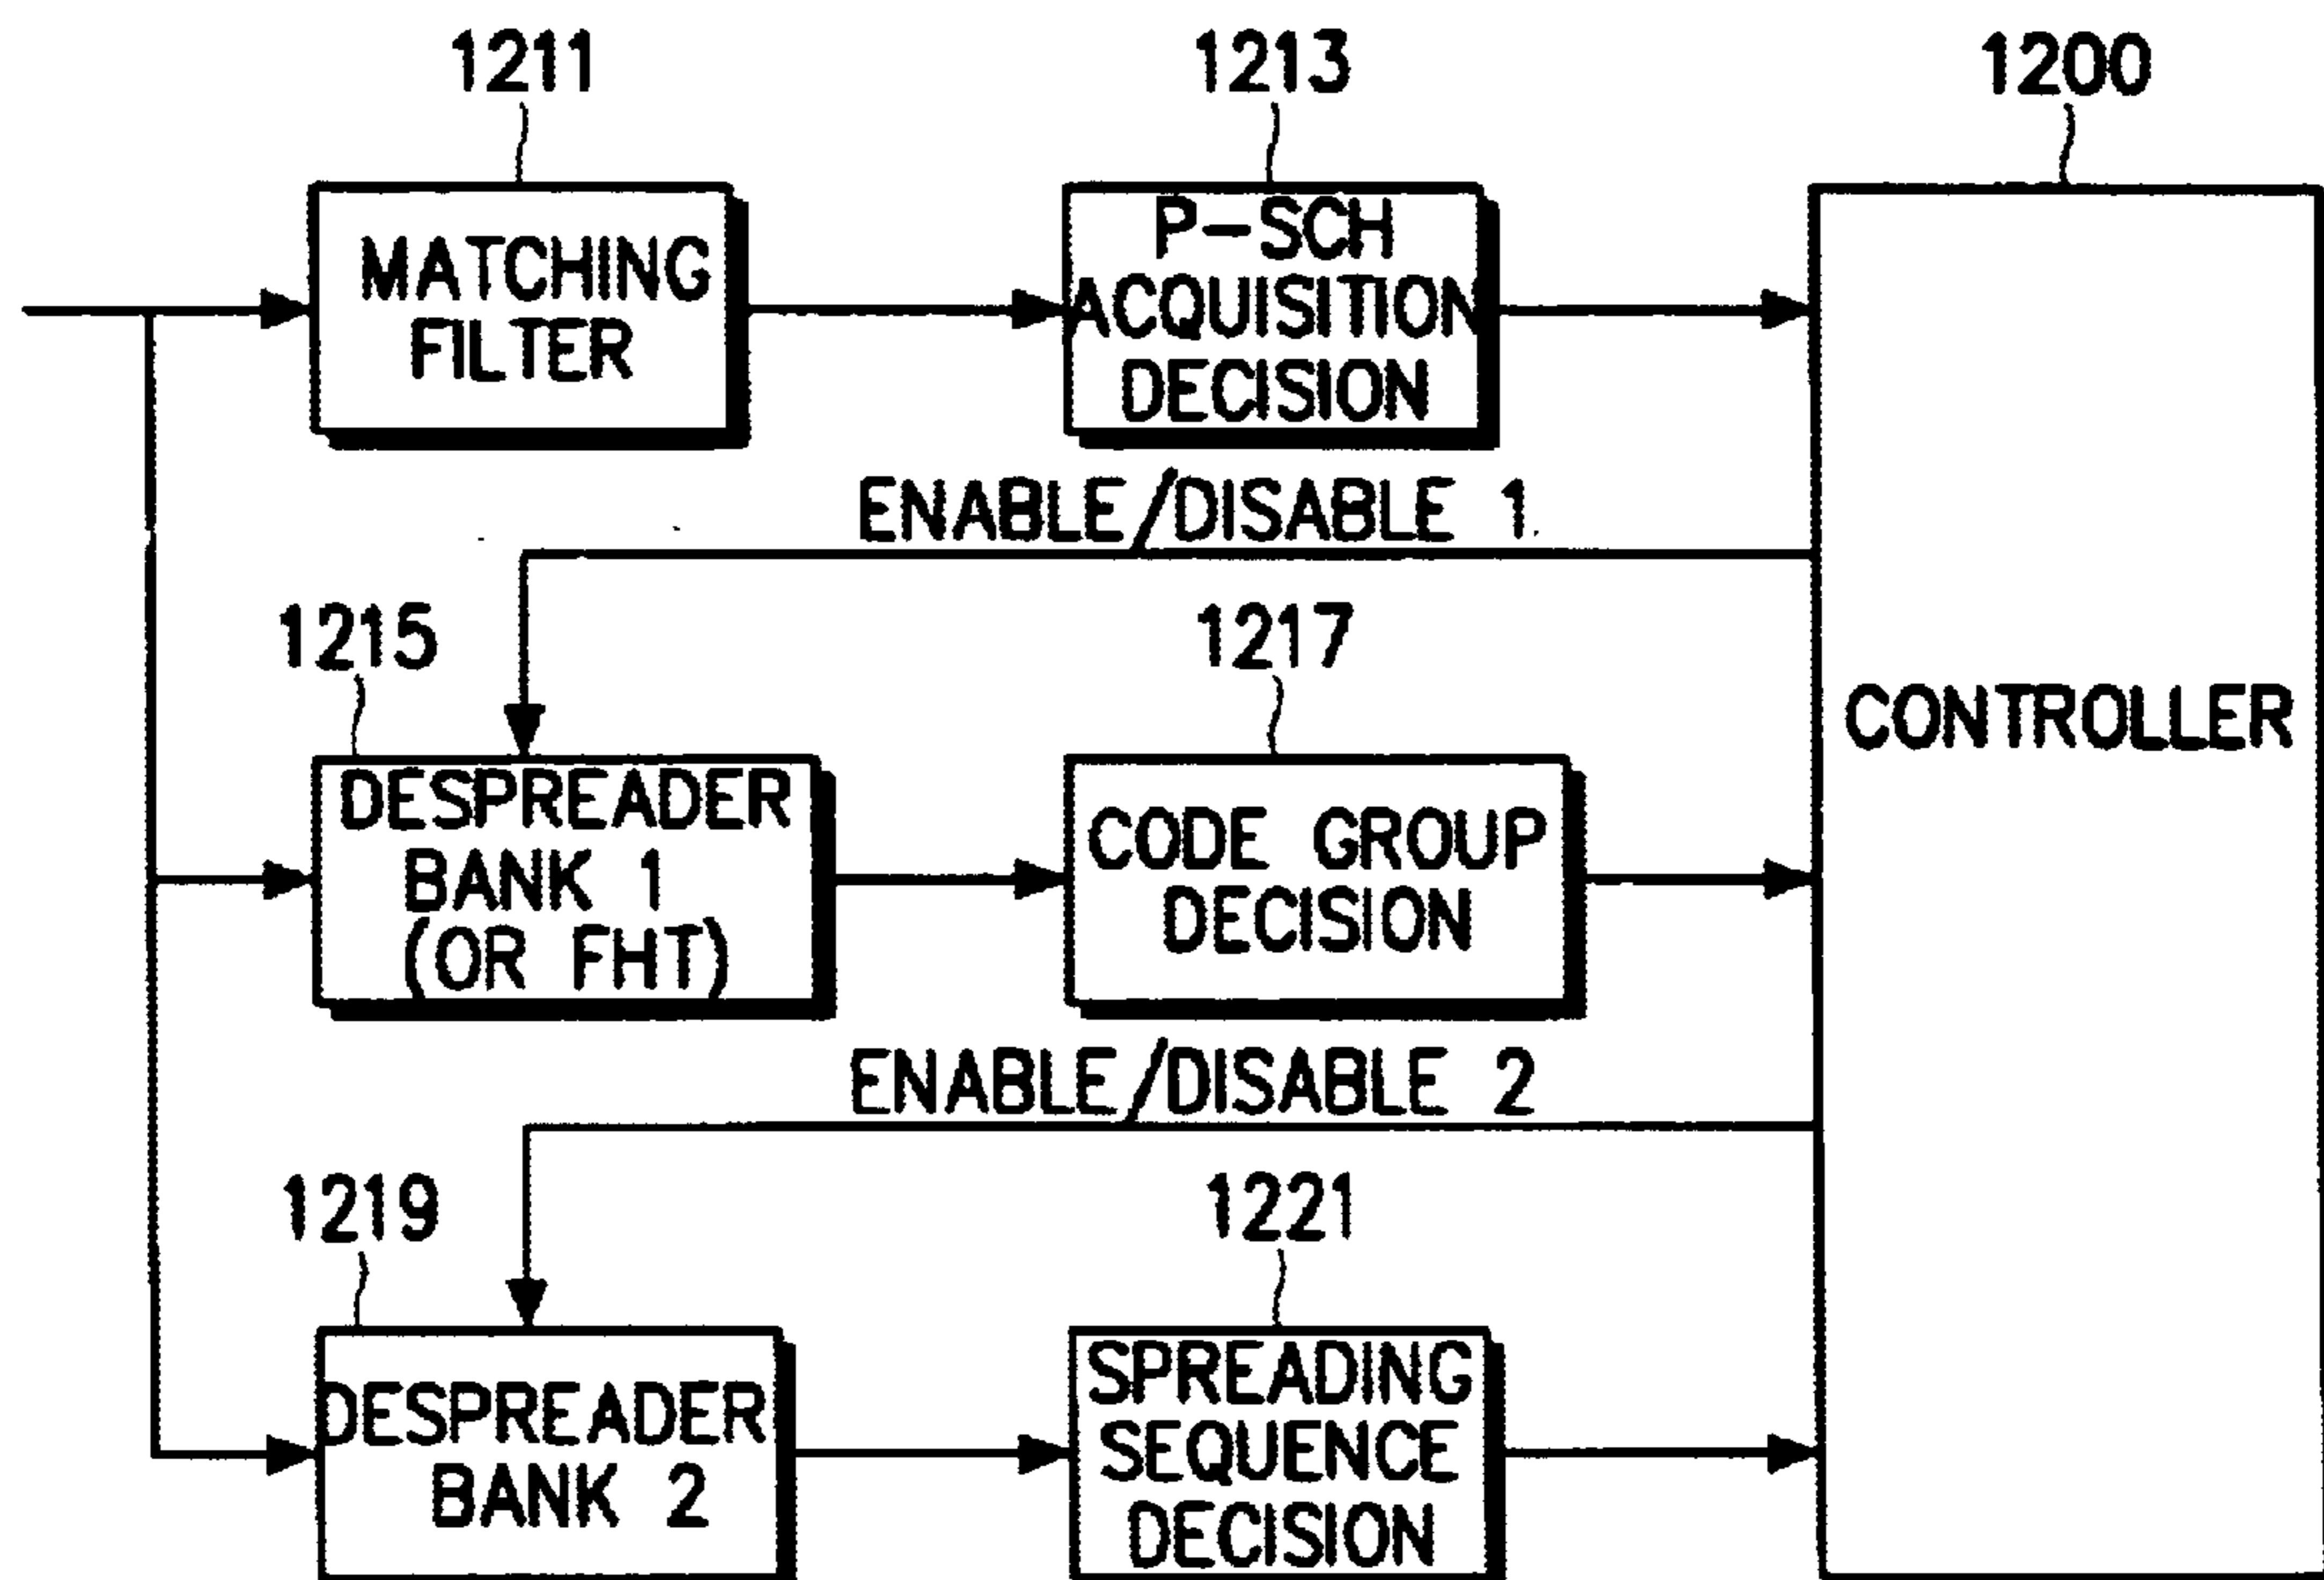 1211
1213
1200
MATCHING
FILTER
P-SCH
ACQUISITION
DECISION
ENABLE/DISABLE 1
1215
1217
CONTROLLER
DESPREADER
BANK 1
(OR FHT)
CODE GROUP
DECISION
ENABLE/DISABLE 2
1219
1221
DESPREADER
BANK 2
SPREADING
SEQUENCE
DECISION